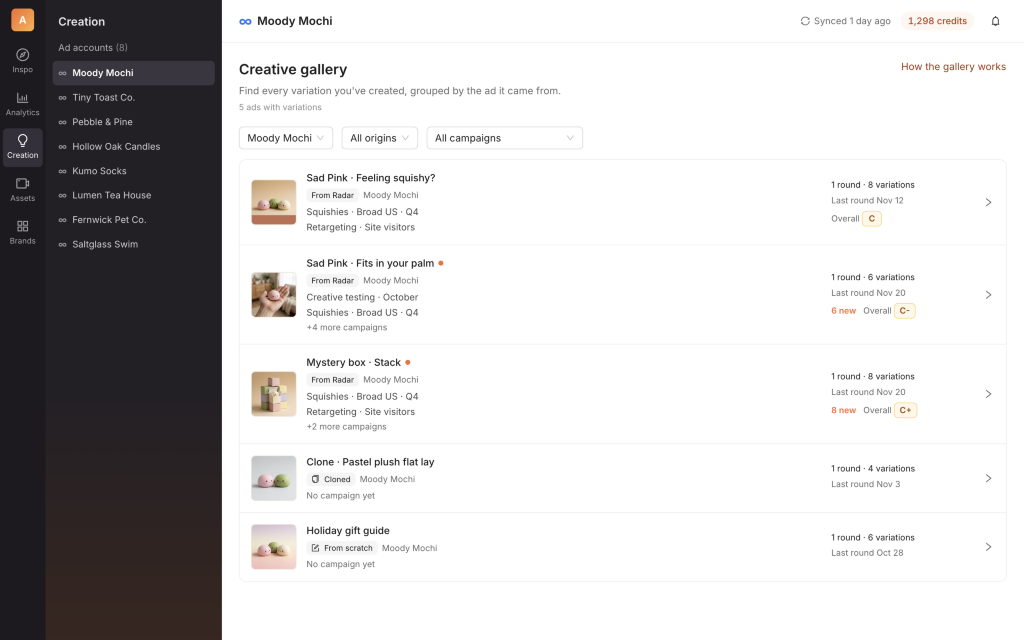 A
Inspo
Analytics
Creation
Assets
Brands
Creation
Ad accounts (8)
Moody Mochi
Tiny Toast Co.
Pebble & Pine
Hollow Oak Candles
Kumo Socks
Lumen Tea House
Fernwick Pet Co.
Saltglass Swim
Moody Mochi
Synced 1 day ago
1,298 credits
Creative gallery
How the gallery works
Find every variation you've created, grouped by the ad it came from.
5 ads with variations
Moody Mochi
All origins
All campaigns
Sad Pink · Feeling squishy?
From Radar Moody Mochi
Squishies · Broad US · Q4
Retargeting · Site visitors
1 round · 8 variations
Last round Nov 12
Overall C
Sad Pink · Fits in your palm
From Radar Moody Mochi
Creative testing · October
Squishies · Broad US · Q4
+4 more campaigns
1 round · 6 variations
Last round Nov 20
6 new Overall C-
Mystery box · Stack
From Radar Moody Mochi
Squishies · Broad US · Q4
Retargeting · Site visitors
+2 more campaigns
1 round · 8 variations
Last round Nov 20
8 new Overall C+
Clone · Pastel plush flat lay
Cloned Moody Mochi
No campaign yet
1 round · 4 variations
Last round Nov 3
Holiday gift guide
From scratch Moody Mochi
No campaign yet
1 round · 6 variations
Last round Oct 28